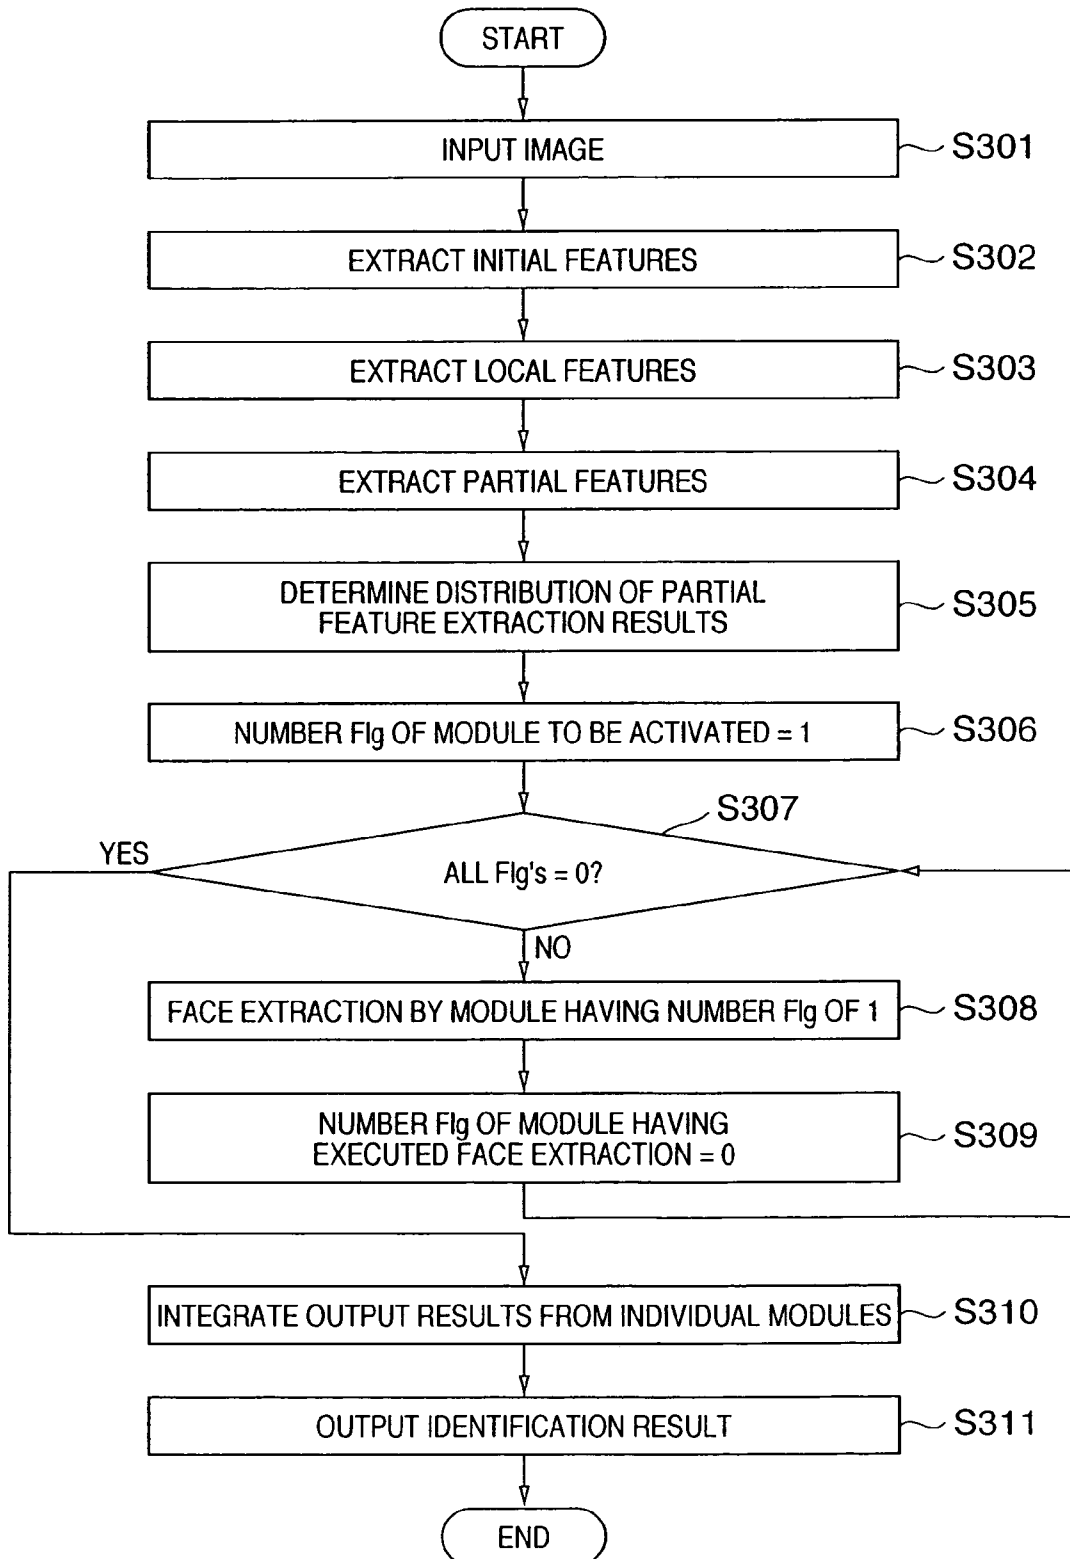 START
INPUT IMAGE
S301
EXTRACT INITIAL FEATURES
S302
EXTRACT LOCAL FEATURES
S303
EXTRACT PARTIAL FEATURES
S304
DETERMINE DISTRIBUTION OF PARTIAL
FEATURE EXTRACTION RESULTS
S305
NUMBER Flg OF MODULE TO BE ACTIVATED = 1
S306
S307
YES
ALL Flg's = 0?
NO
FACE EXTRACTION BY MODULE HAVING NUMBER Flg OF 1
S308
NUMBER Flg OF MODULE HAVING
EXECUTED FACE EXTRACTION = 0
S309
INTEGRATE OUTPUT RESULTS FROM INDIVIDUAL MODULES
S310
OUTPUT IDENTIFICATION RESULT
S311
END